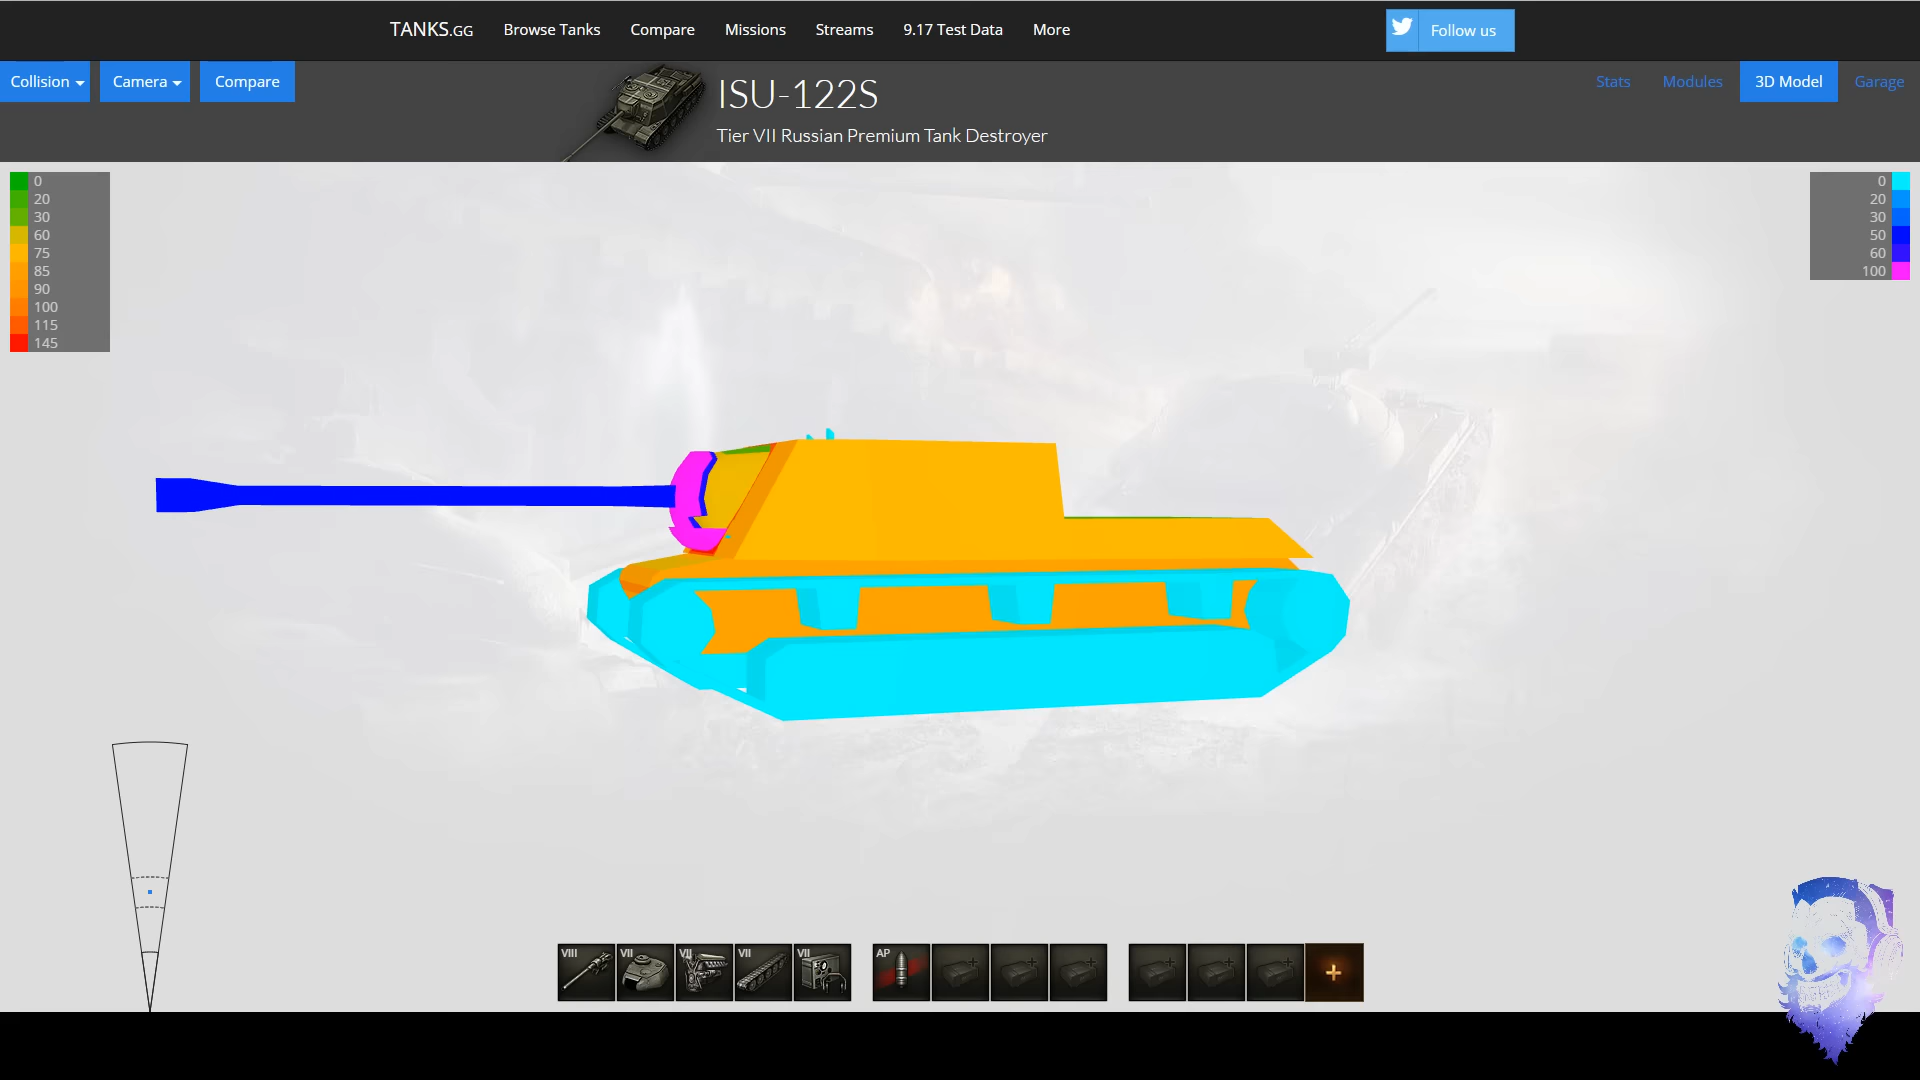 TANKS.GG Browse Tanks Compare Missions Streams 9.17 Test Data More Follow us
Collision Camera Compare
ISU-122S
Tier VII Russian Premium Tank Destroyer
Stats Modules 3D Model Garage
0
20
30
60
75
85
90
100
115
145
0
20
30
50
60
100
VIII VII VII VII VII AP